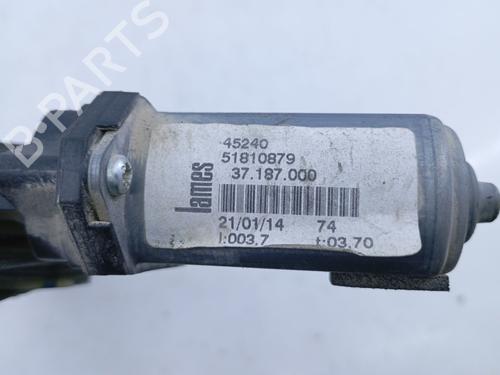 45240
51810879
37.187.000
lames
21/01/14 74
I:003,7 t:03,70
B-PARTS